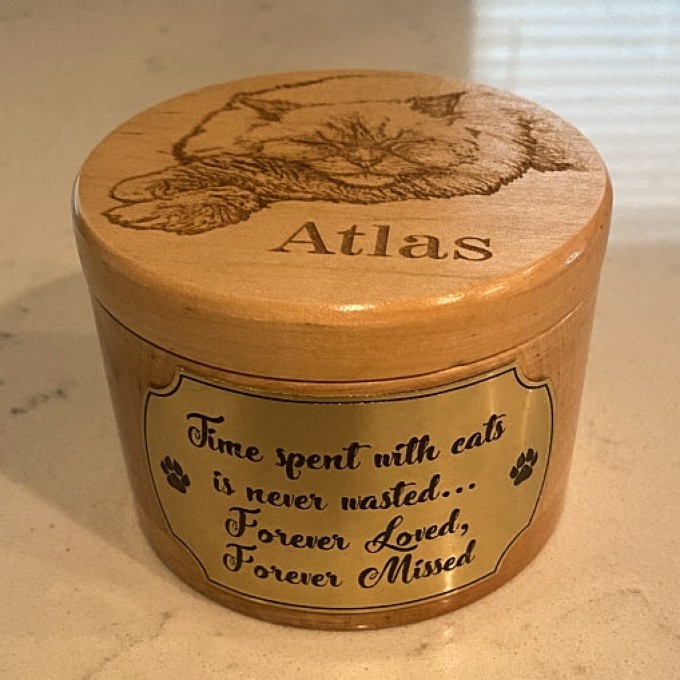 Atlas
Time spent with cats
is never wasted...
Forever Loved,
Forever Missed